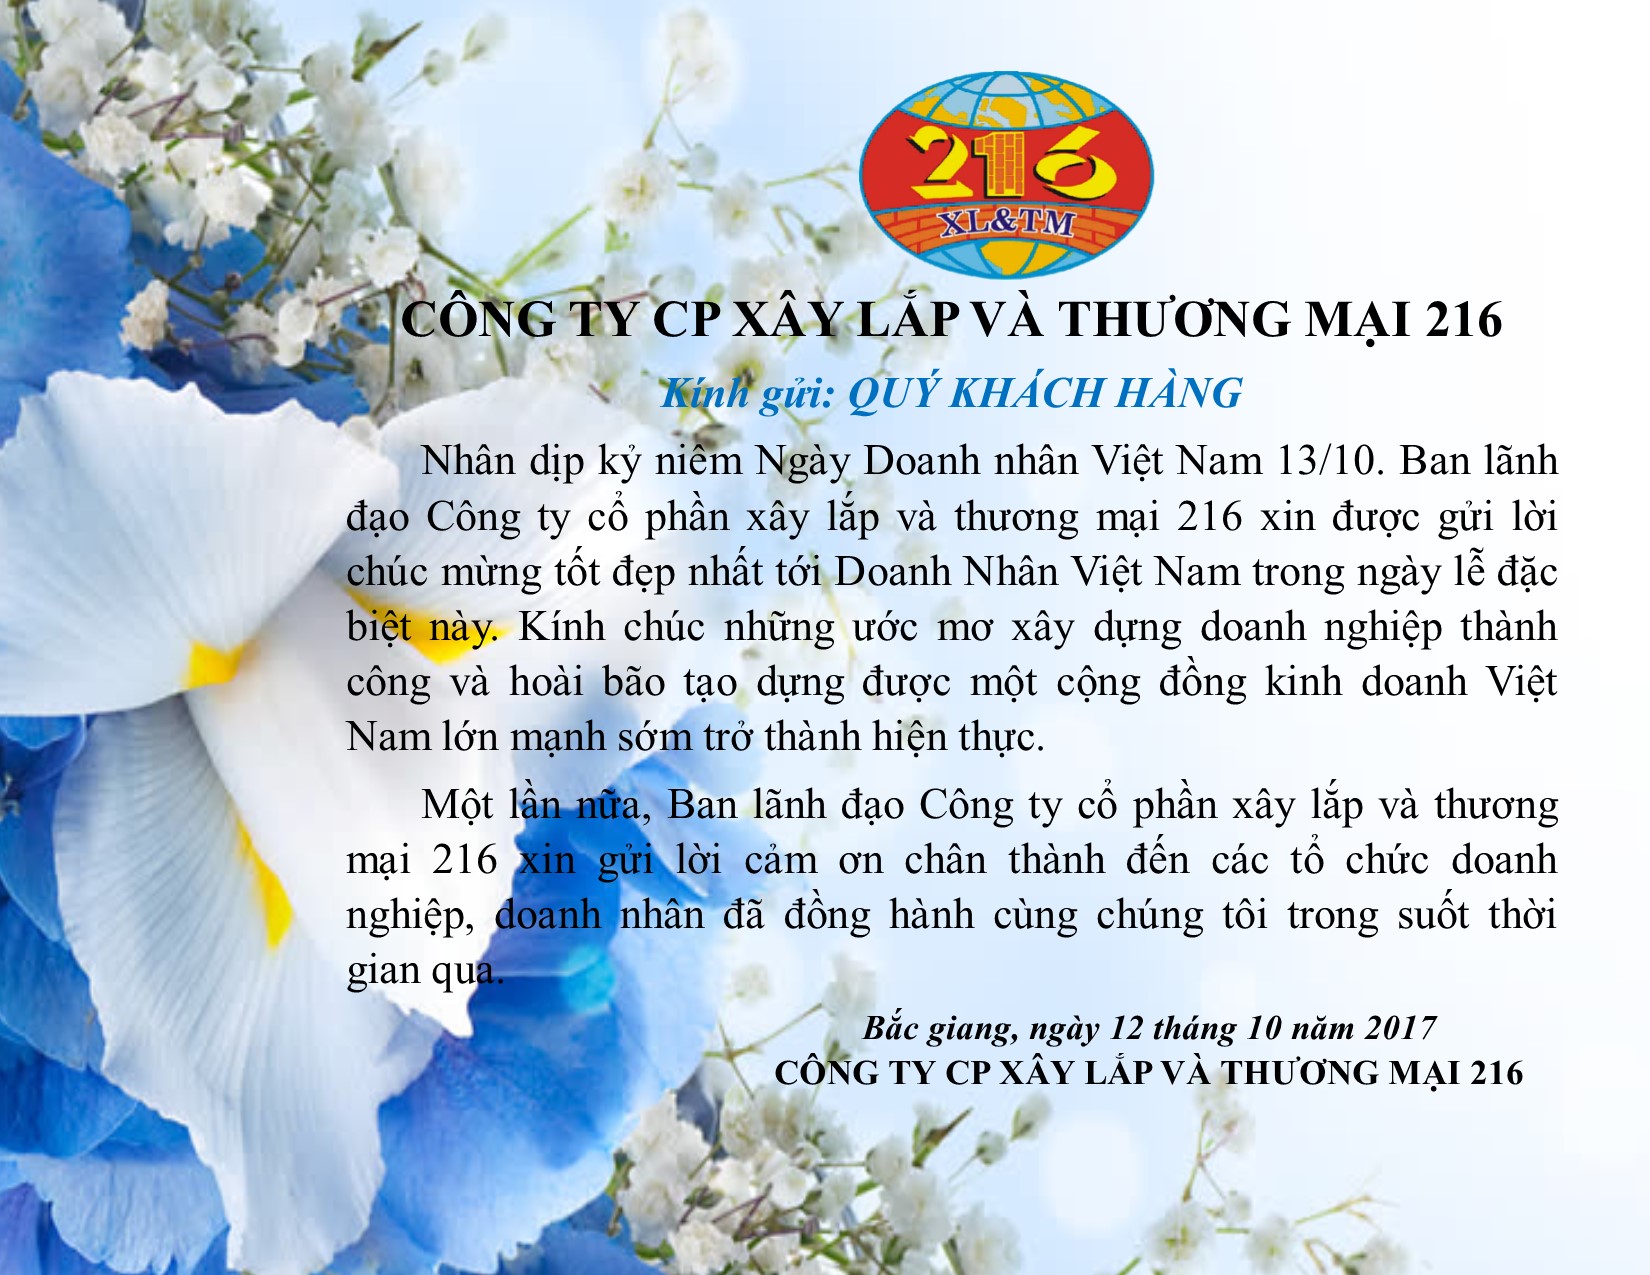 216
XL&TM
CÔNG TY CP XÂY LẮP VÀ THƯƠNG MẠI 216
Kính gửi: QUÝ KHÁCH HÀNG
Nhân dịp kỷ niêm Ngày Doanh nhân Việt Nam 13/10. Ban lãnh
đạo Công ty cổ phần xây lắp và thương mại 216 xin được gửi lời
chúc mừng tốt đẹp nhất tới Doanh Nhân Việt Nam trong ngày lễ đặc
biệt này. Kính chúc những ước mơ xây dựng doanh nghiệp thành
công và hoài bão tạo dựng được một cộng đồng kinh doanh Việt
Nam lớn mạnh sớm trở thành hiện thực.
Một lần nữa, Ban lãnh đạo Công ty cổ phần xây lắp và thương
mại 216 xin gửi lời cảm ơn chân thành đến các tổ chức doanh
nghiệp, doanh nhân đã đồng hành cùng chúng tôi trong suốt thời
gian qua.
Bắc giang, ngày 12 tháng 10 năm 2017
CÔNG TY CP XÂY LẮP VÀ THƯƠNG MẠI 216